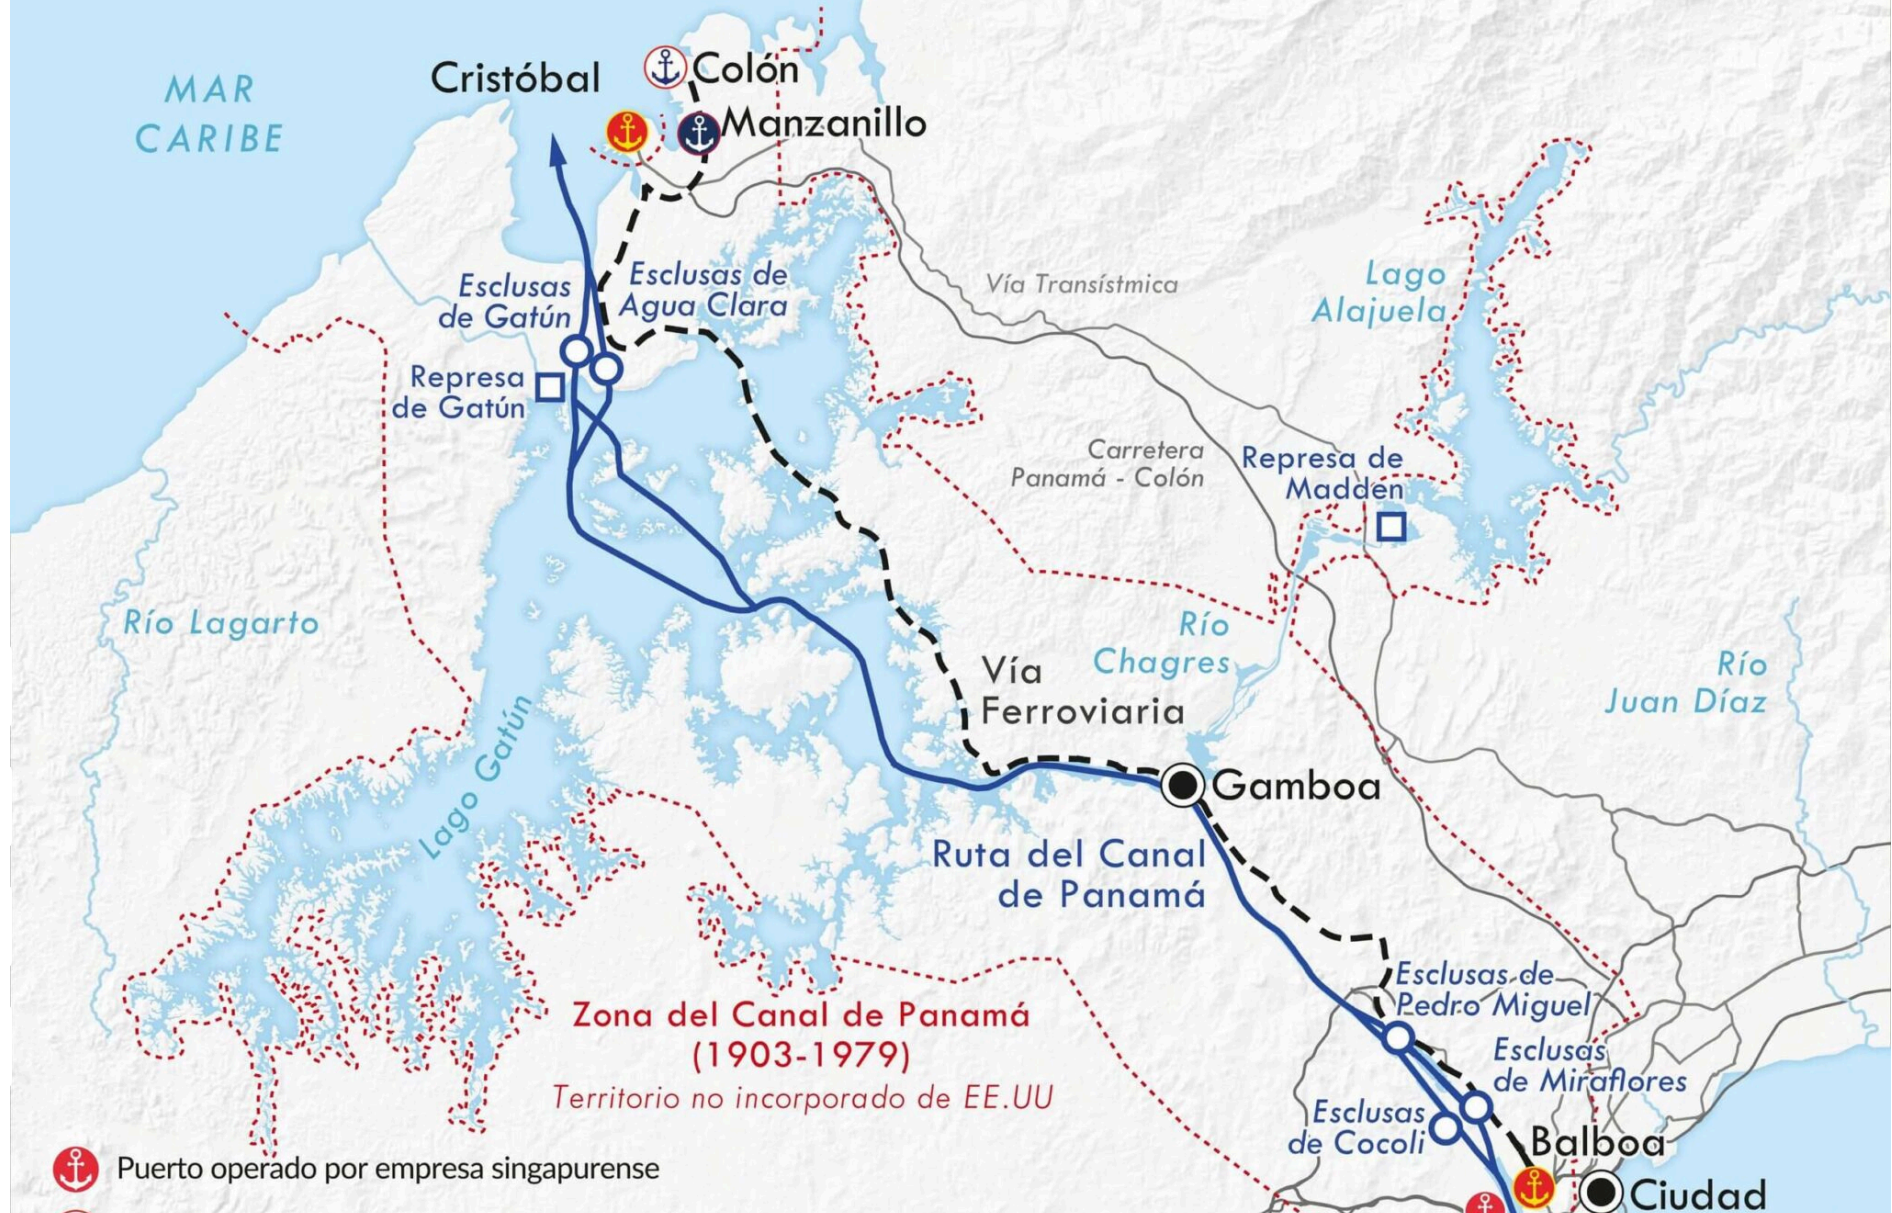 MAR
CARIBE
Cristóbal
Colón
Manzanillo
Esclusas
de Gatún
Esclusas de
Agua Clara
Represa
de Gatún
Vía Transístmica
Lago
Alajuela
Carretera
Panamá - Colón
Represa de
Madden
Río Lagarto
Río
Chagres
Vía
Ferroviaria
Río
Juan Díaz
Lago Gatún
Gamboa
Ruta del Canal
de Panamá
Esclusas de
Pedro Miguel
Zona del Canal de Panamá
(1903-1979)
Territorio no incorporado de EE.UU
Esclusas
de Miraflores
Esclusas
de Cocoli
Balboa
Ciudad
Puerto operado por empresa singapurense